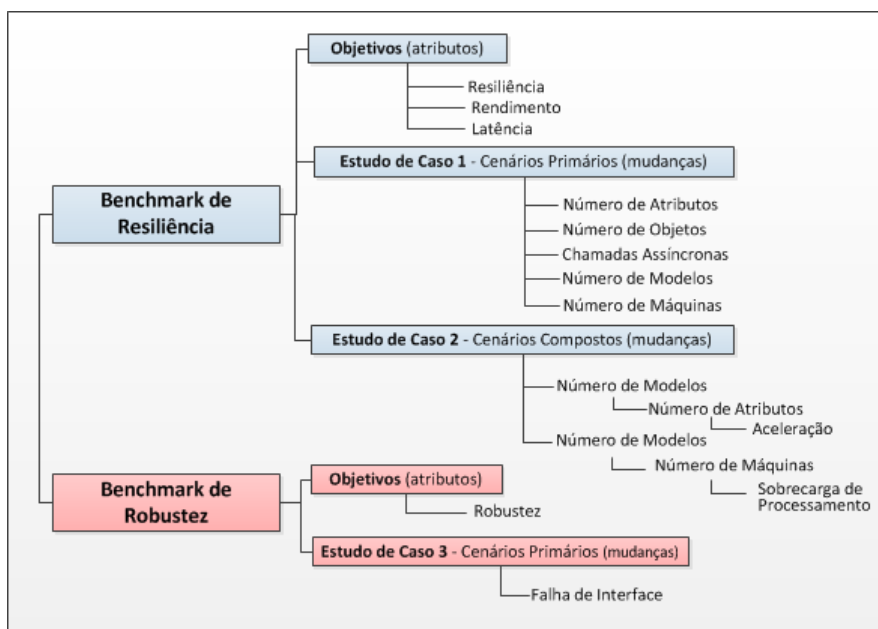 Objetivos (atributos)
Resiliência
Rendimento
Latência
Estudo de Caso 1 - Cenários Primários (mudanças)
Benchmark de
Resiliência
Número de Atributos
Número de Objetos
Chamadas Assíncronas
Número de Modelos
Número de Máquinas
Estudo de Caso 2 - Cenários Compostos (mudanças)
Número de Modelos
Número de Atributos
Aceleração
Número de Modelos
Número de Máquinas
Sobrecarga de
Processamento
Benchmark de
Robustez
Objetivos (atributos)
Robustez
Estudo de Caso 3 - Cenários Primários (mudanças)
Falha de Interface